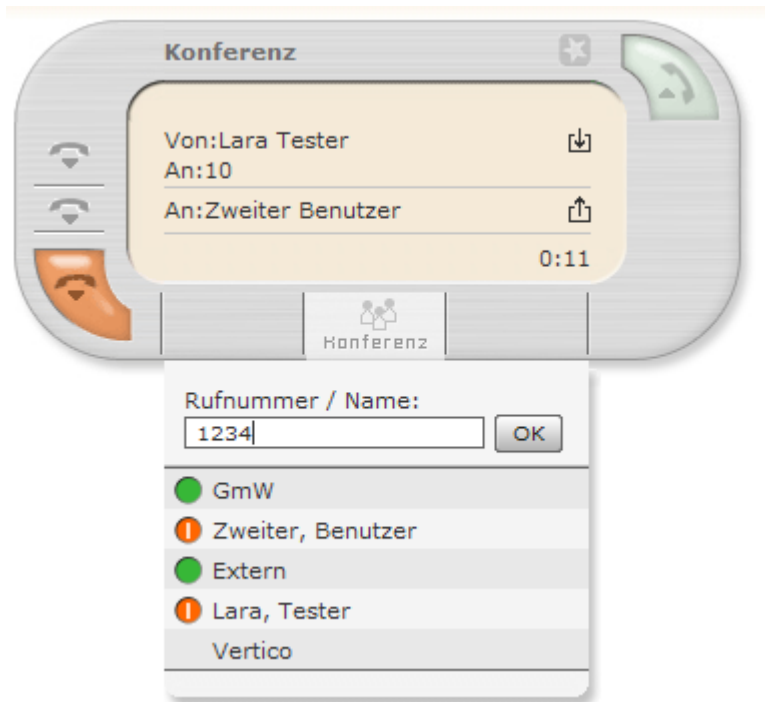 Konferenz
Von:Lara Tester
An:10
An:Zweiter Benutzer
0:11
Konferenz
Rufnummer / Name:
1234
OK
GmW
Zweiter, Benutzer
Extern
Lara, Tester
Vertico